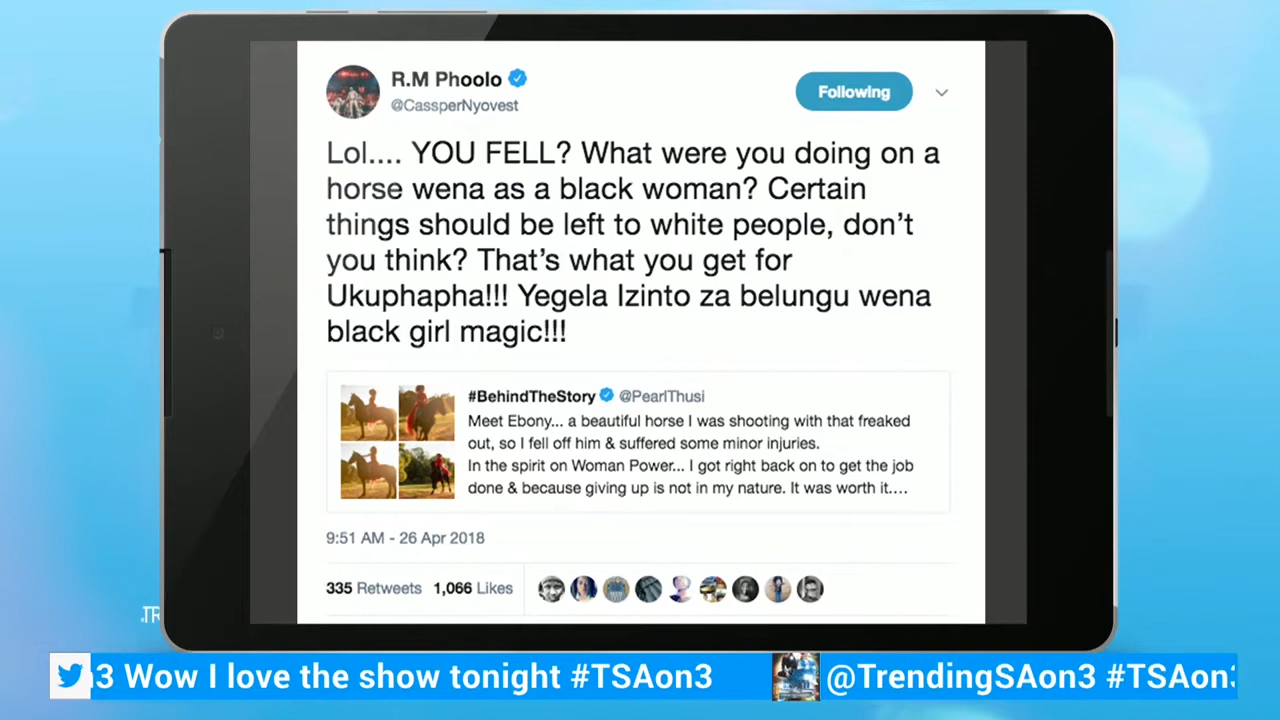 R.M Phoolo
@CassperNyovest
Following
Lol.... YOU FELL? What were you doing on a
horse wena as a black woman? Certain
things should be left to white people, don't
you think? That's what you get for
Ukuphapha!!! Yegela Izinto za belungu wena
black girl magic!!!
#BehindTheStory @PearlThusi
Meet Ebony... a beautiful horse I was shooting with that freaked
out, so I fell off him & suffered some minor injuries.
In the spirit on Woman Power... I got right back on to get the job
done & because giving up is not in my nature. It was worth it....
9:51 AM - 26 Apr 2018
335 Retweets 1,066 Likes
3 Wow I love the show tonight #TSAon3 @TrendingSAon3 #TSAon3